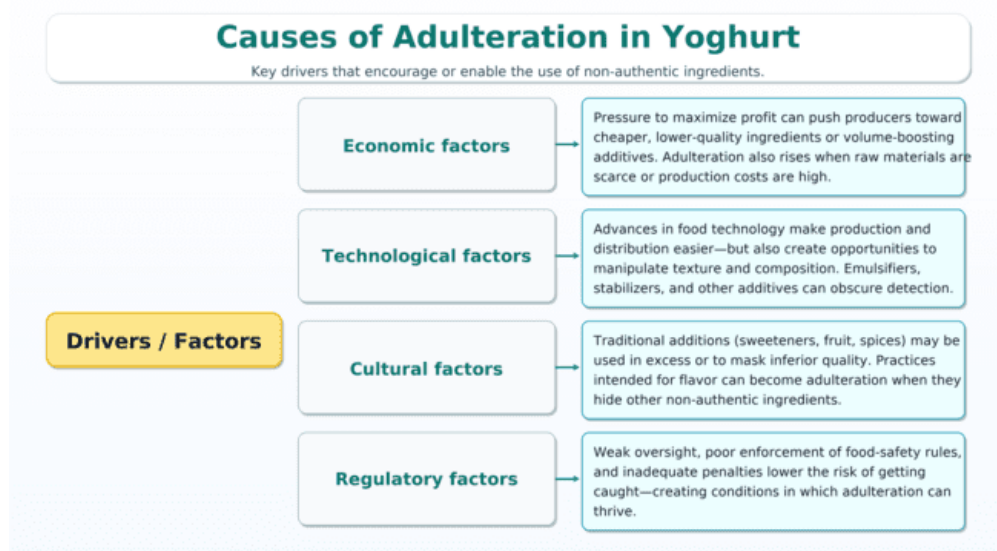 Causes of Adulteration in Yoghurt
Key drivers that encourage or enable the use of non-authentic ingredients.
Drivers / Factors
Economic factors
Pressure to maximize profit can push producers toward
cheaper, lower-quality ingredients or volume-boosting
additives. Adulteration also rises when raw materials are
scarce or production costs are high.
Technological factors
Advances in food technology make production and
distribution easier—but also create opportunities to
manipulate texture and composition. Emulsifiers,
stabilizers, and other additives can obscure detection.
Cultural factors
Traditional additions (sweeteners, fruit, spices) may be
used in excess or to mask inferior quality. Practices
intended for flavor can become adulteration when they
hide other non-authentic ingredients.
Regulatory factors
Weak oversight, poor enforcement of food-safety rules,
and inadequate penalties lower the risk of getting
caught—creating conditions in which adulteration can
thrive.